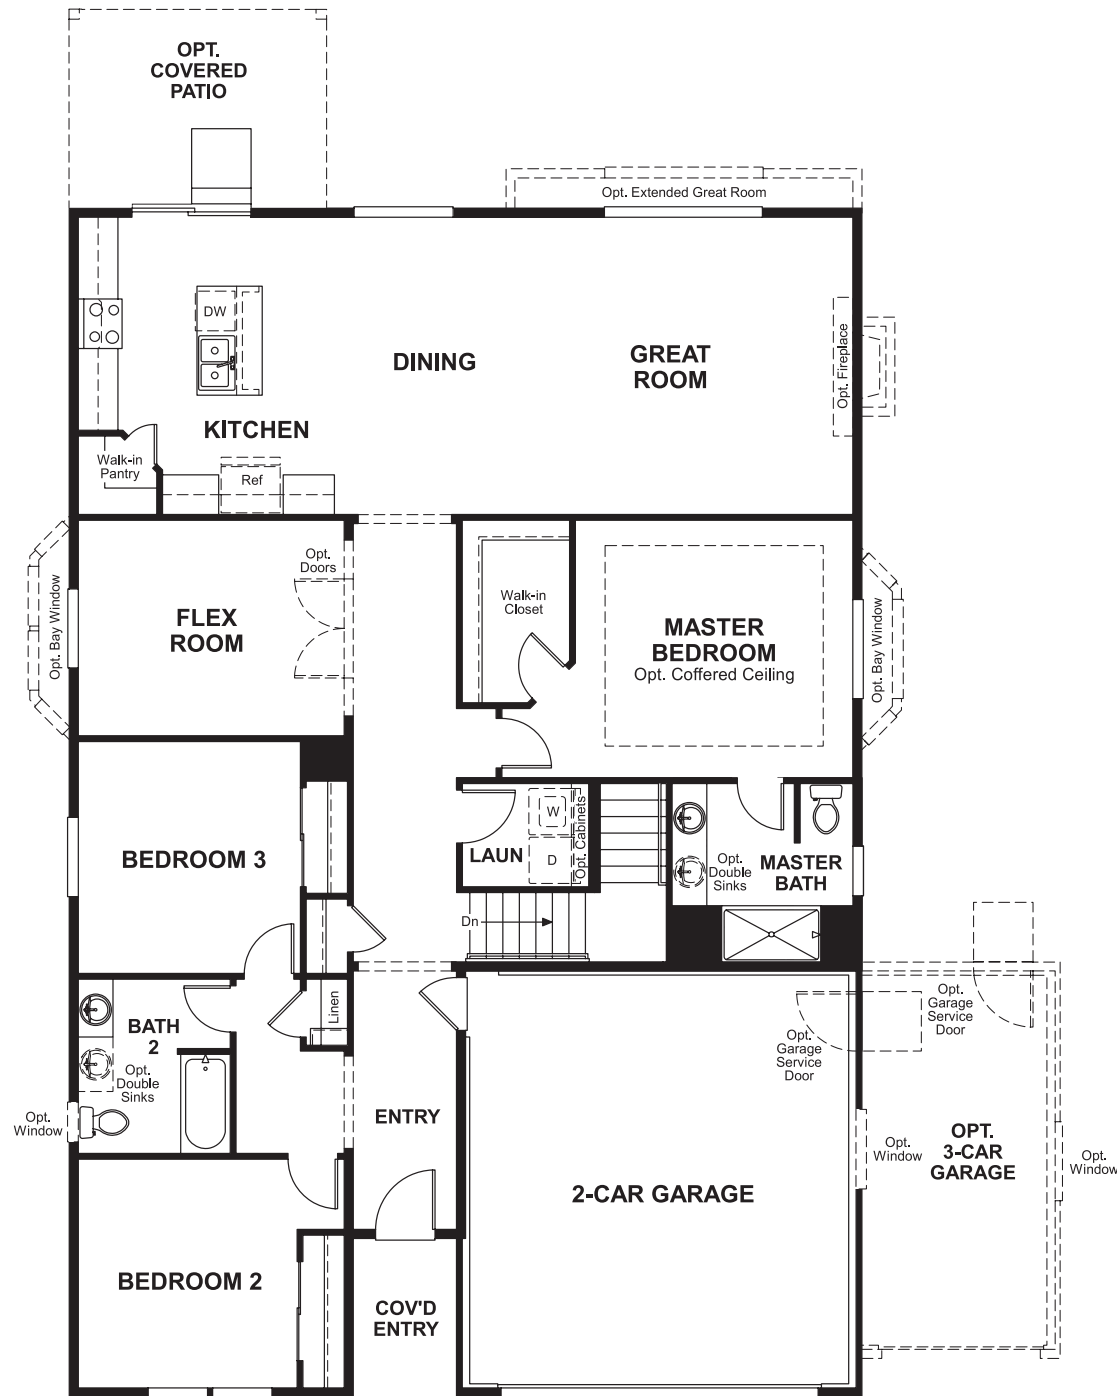 OPT.
COVERED
PATIO
Opt. Extended Great Room
DW
DINING
GREAT
ROOM
Opt. Fireplace
KITCHEN
Walk-in
Pantry
Ref
Opt.
Doors
FLEX
ROOM
Opt. Bay Window
Walk-in
Closet
MASTER
BEDROOM
Opt. Coffered Ceiling
Opt. Bay Window
BEDROOM 3
LAUN
W
D
Opt. Cabinets
Opt.
Double
Sinks
MASTER
BATH
Dn
Linen
BATH
2
Opt.
Double
Sinks
Opt.
Window
ENTRY
Opt.
Garage
Service
Door
Opt.
Garage
Service
Door
Opt.
Window
OPT.
3-CAR
GARAGE
Opt.
Window
2-CAR GARAGE
BEDROOM 2
COV'D
ENTRY